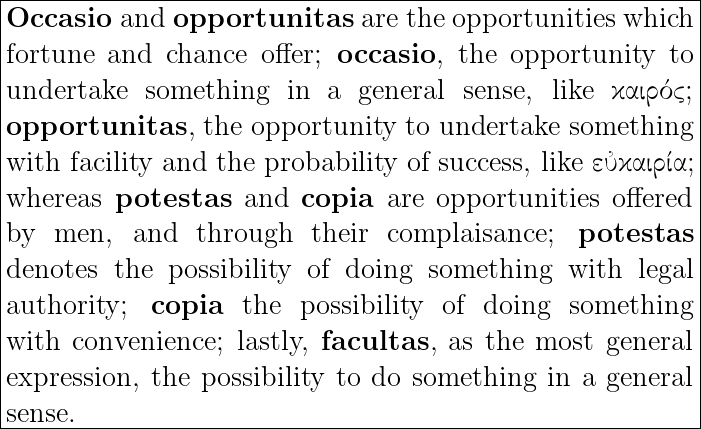 Occasio and opportunitas are the opportunities which
fortune and chance offer; occasio, the opportunity to
undertake something in a general sense, like καιρός;
opportunitas, the opportunity to undertake something
with facility and the probability of success, like εὐκαιρία;
whereas potestas and copia are opportunities offered
by men, and through their complaisance; potestas
denotes the possibility of doing something with legal
authority; copia the possibility of doing something
with convenience; lastly, facultas, as the most general
expression, the possibility to do something in a general
sense.